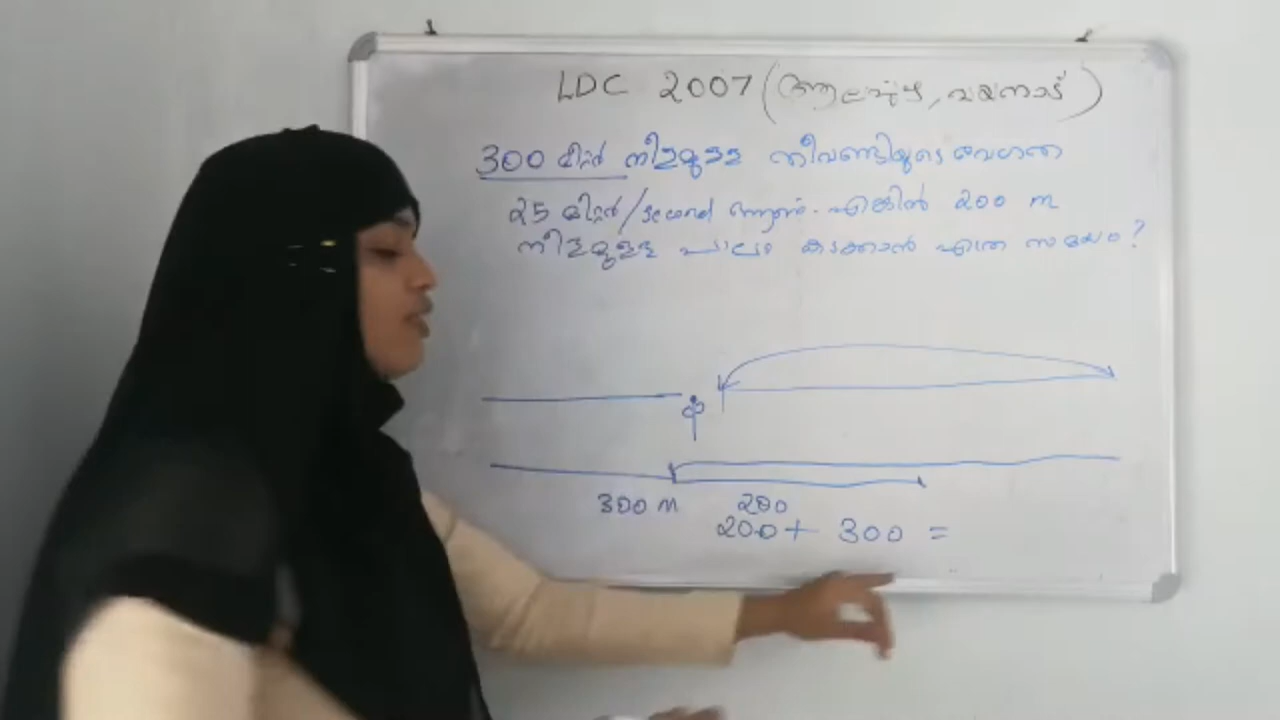 LDC 2007 (ആലപ്പുഴ, വയനാട്)
300 മീറ്റർ നീളമുള്ള തീവണ്ടിയുടെ വേഗത
25 മീറ്റർ/second ആണ്. എങ്കിൽ 200 m
നീളമുള്ള പാലം കടക്കാൻ എത്ര സമയം?
300 m 200
200 + 300 =